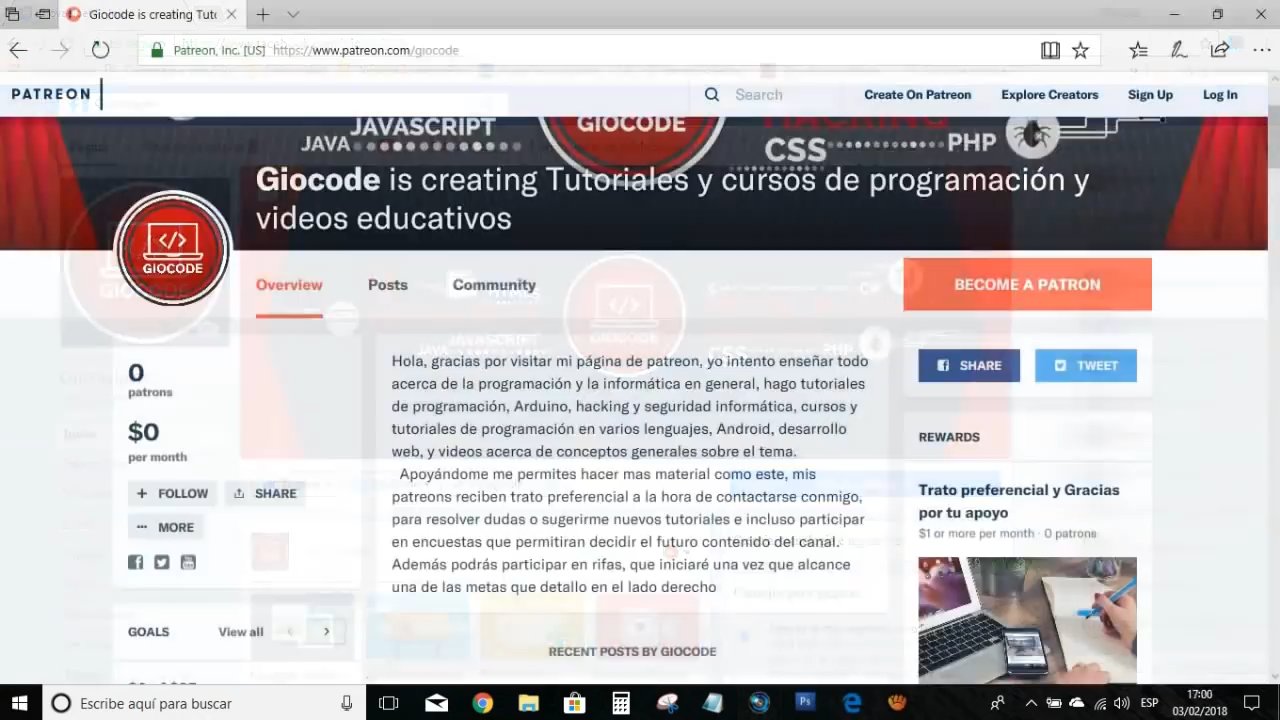 Giocode is creating Tuto
Patreon, Inc. [US] https://www.patreon.com/giocode
PATREON
Search
Create On Patreon
Explore Creators
Sign Up
Log In
JAVASCRIPT
JAVA
GIOCODE
HACKING
CSS
PHP
Giocode is creating Tutoriales y cursos de programación y
videos educativos
GIOCODE
Overview
Posts
Community
BECOME A PATRON
0
patrons
$0
per month
+ FOLLOW
SHARE
··· MORE
GOALS
View all
Hola, gracias por visitar mi página de patreon, yo intento enseñar todo
acerca de la programación y la informática en general, hago tutoriales
de programación, Arduino, hacking y seguridad informática, cursos y
tutoriales de programación en varios lenguajes, Android, desarrollo
web, y videos acerca de conceptos generales sobre el tema.
Apoyándome me permites hacer mas material como este, mis
patreons reciben trato preferencial a la hora de contactarse conmigo,
para resolver dudas o sugerirme nuevos tutoriales e incluso participar
en encuestas que permitiran decidir el futuro contenido del canal.
Además podrás participar en rifas, que iniciaré una vez que alcance
una de las metas que detallo en el lado derecho
RECENT POSTS BY GIOCODE
SHARE
TWEET
REWARDS
Trato preferencial y Gracias
por tu apoyo
$1 or more per month · 0 patrons
Escribe aquí para buscar
ESP
17:00
03/02/2018